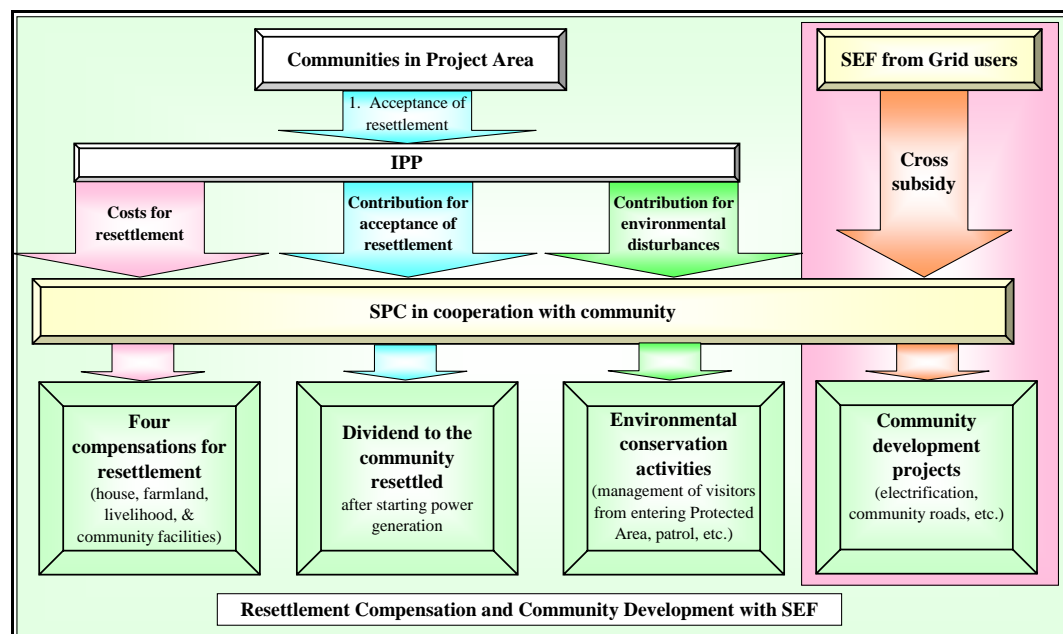 Communities in Project Area
SEF from Grid users
1. Acceptance of
resettlement
IPP
Cross
subsidy
Costs for
resettlement
Contribution for
acceptance of
resettlement
Contribution for
environmental
disturbances
SPC in cooperation with community
Four
compensations for
resettlement
(house, farmland,
livelihood, &
community facilities)
Dividend to the
community
resettled
after starting power
generation
Environmental
conservation
activities
(management of visitors
from entering Protected
Area, patrol, etc.)
Community
development
projects
(electrification,
community roads, etc.)
Resettlement Compensation and Community Development with SEF